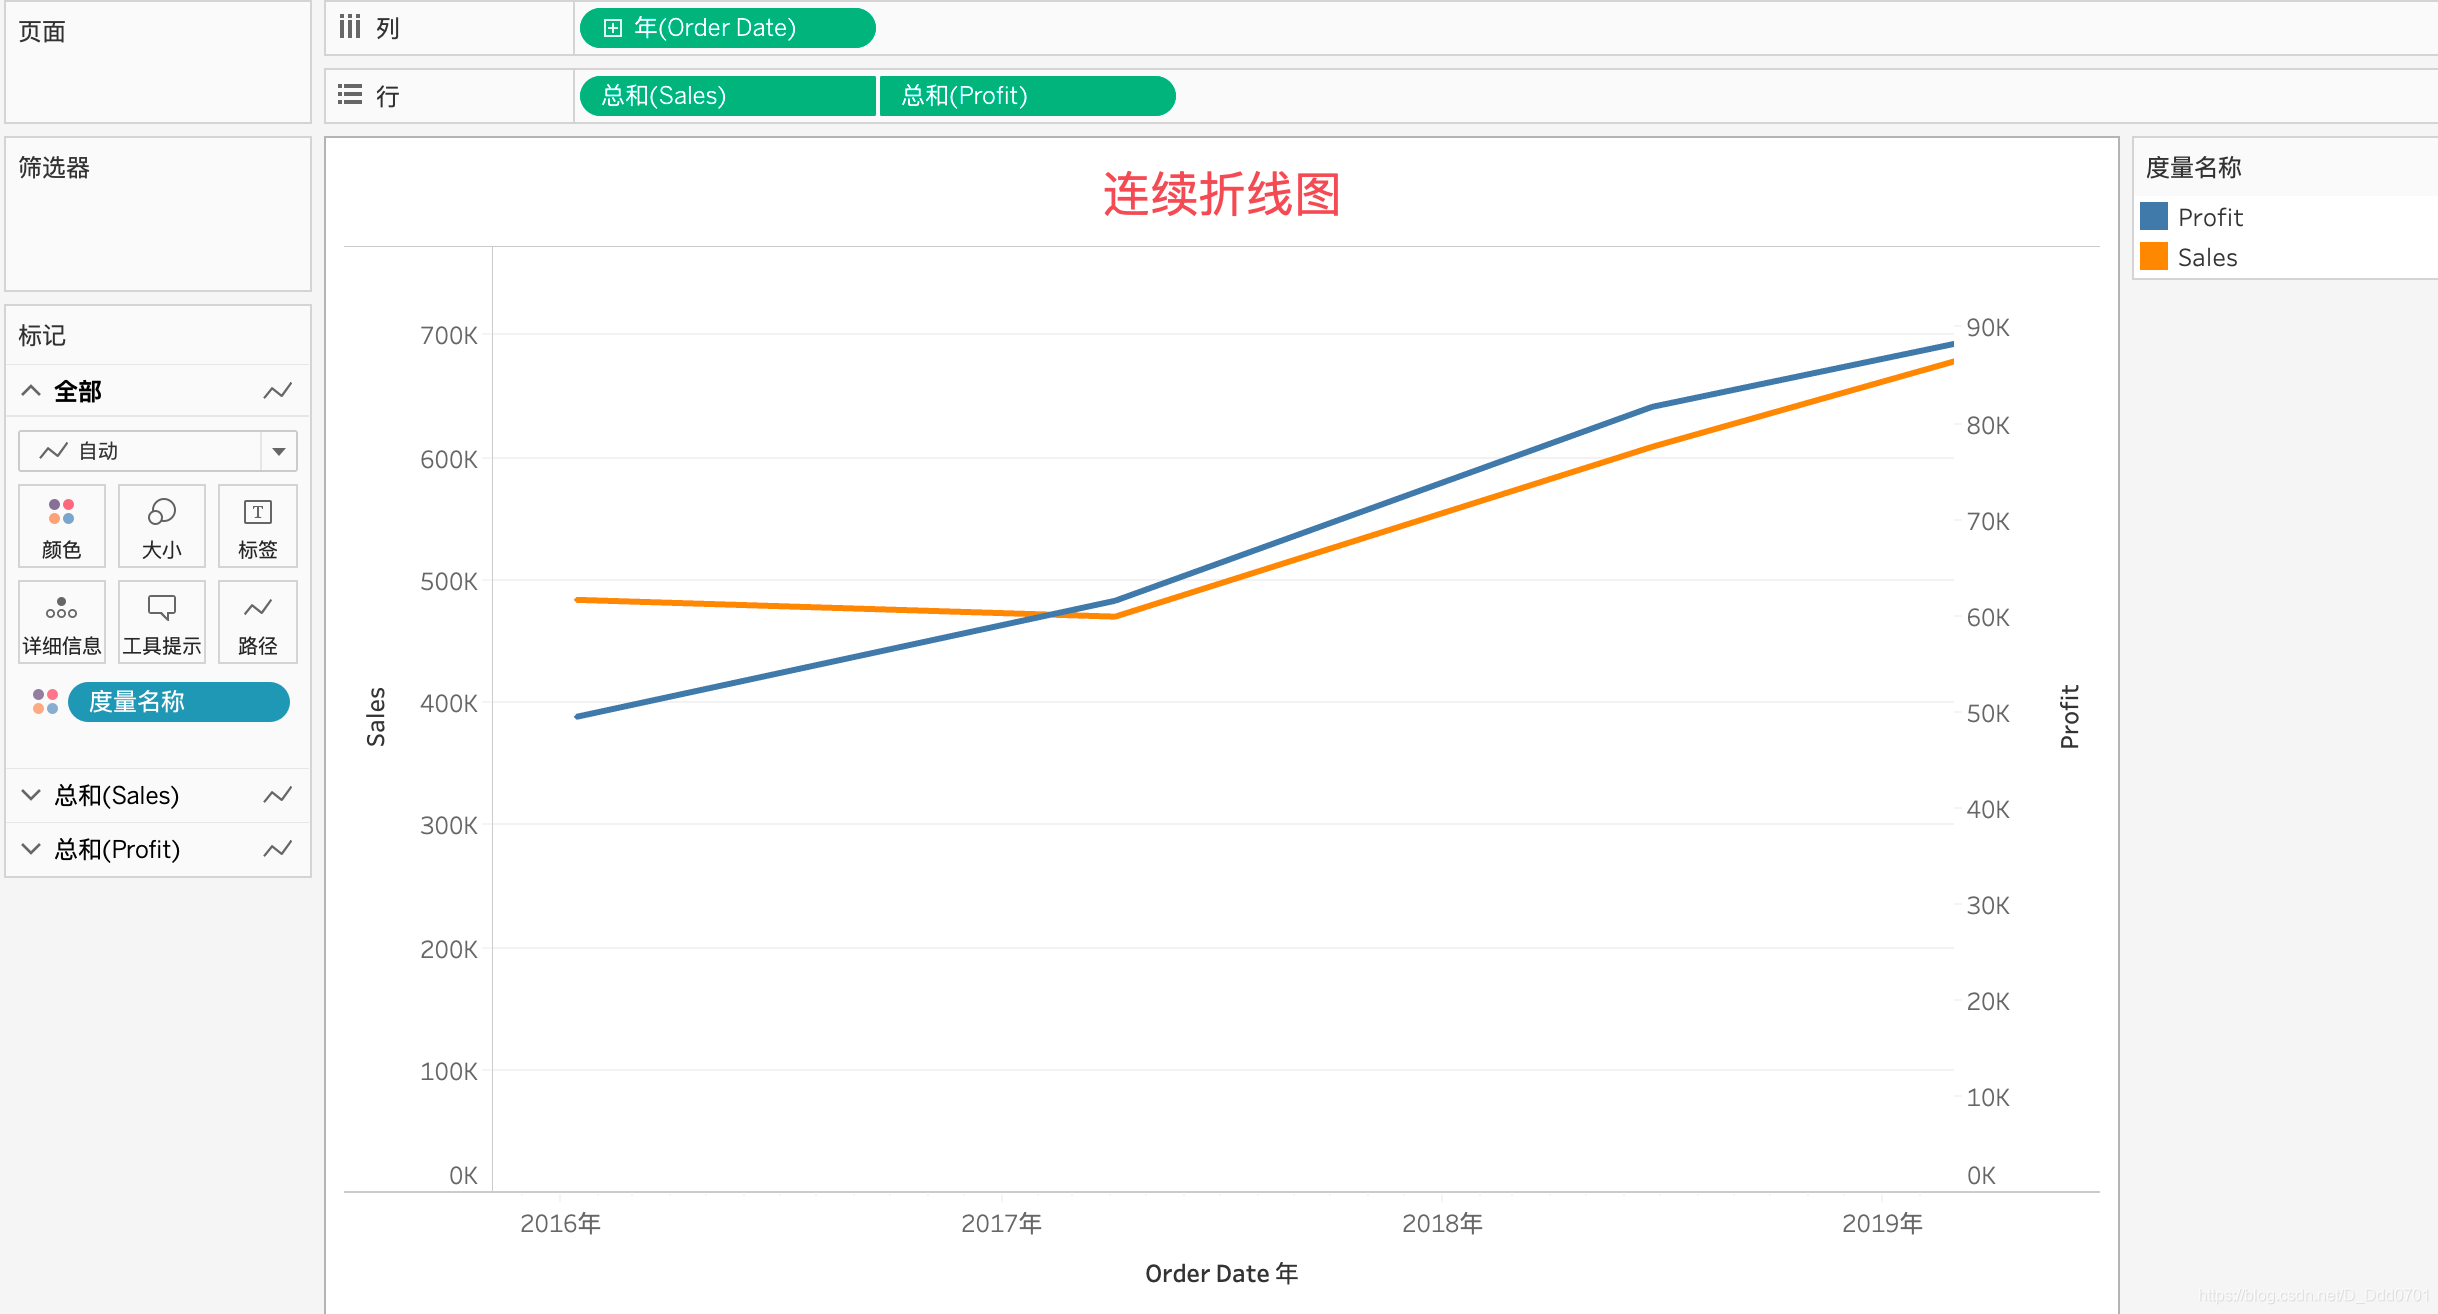 页面
列
年(Order Date)
行
总和(Sales)
总和(Profit)
筛选器
标记
全部
自动
颜色
大小
T
标签
详细信息
工具提示
路径
度量名称
总和(Sales)
总和(Profit)
连续折线图
700K
600K
500K
400K
300K
200K
100K
0K
Sales
90K
80K
70K
60K
50K
40K
30K
20K
10K
0K
Profit
2016年
2017年
2018年
2019年
Order Date 年
度量名称
Profit
Sales
https://blog.csdn.net/D_Ddd0701